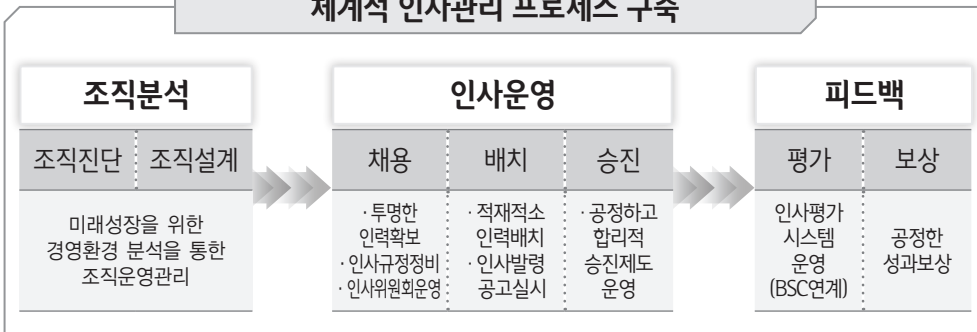 체계적 인사관리 프로세스 구축
조직분석
조직진단 조직설계
미래성장을 위한
경영환경 분석을 통한
조직운영관리
인사운영
채용 배치 승진
· 투명한
인력확보
· 인사규정정비
· 인사위원회운영
· 적재적소
인력배치
· 인사발령
공고실시
· 공정하고
합리적
승진제도
운영
피드백
평가 보상
인사평가
시스템
운영
(BSC연계)
공정한
성과보상